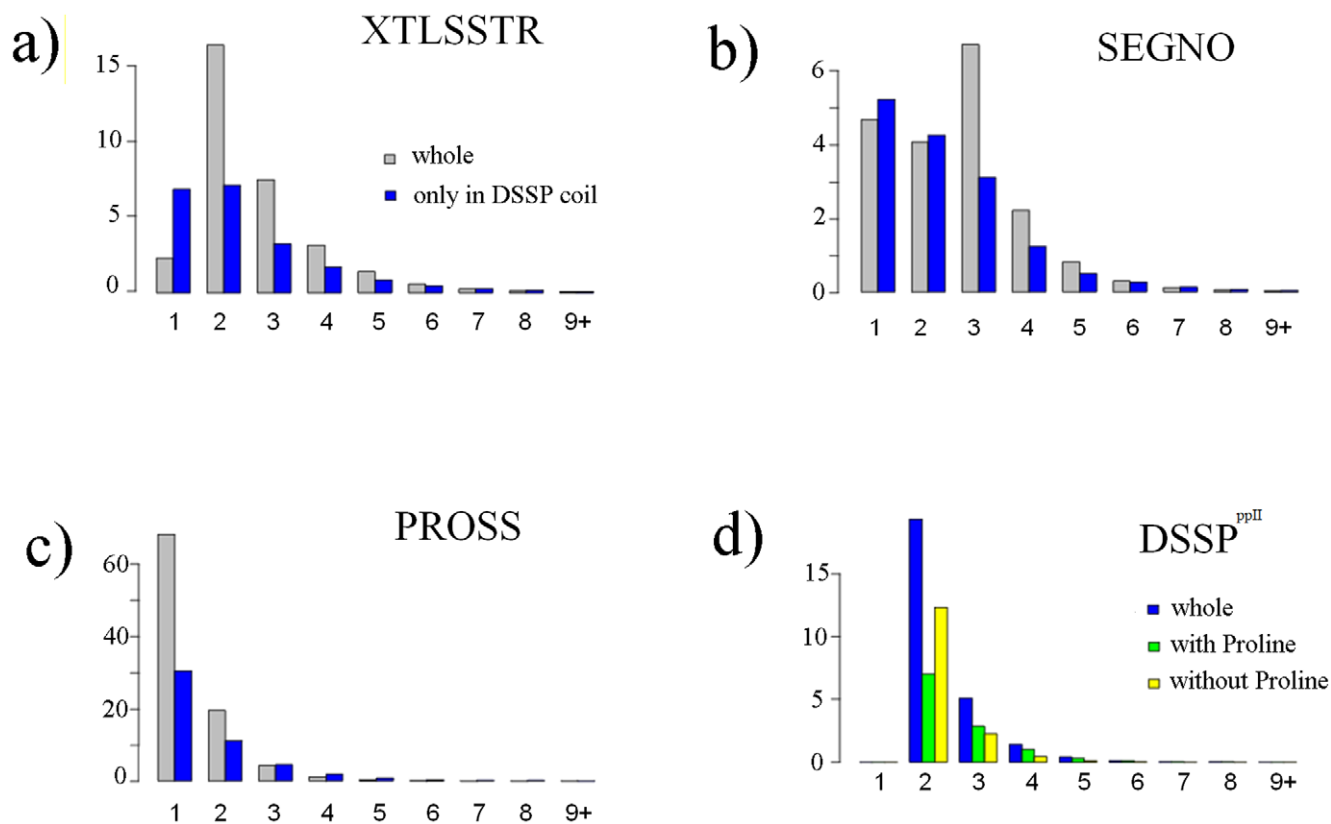 a)
XTLSSTR
15
10
5
0
whole
only in DSSP coil
1 2 3 4 5 6 7 8 9+
b)
SEGNO
6
4
2
0
1 2 3 4 5 6 7 8 9+
c)
PROSS
60
40
20
0
1 2 3 4 5 6 7 8 9+
d)
DSSP ppII
15
10
5
0
whole
with Proline
without Proline
1 2 3 4 5 6 7 8 9+